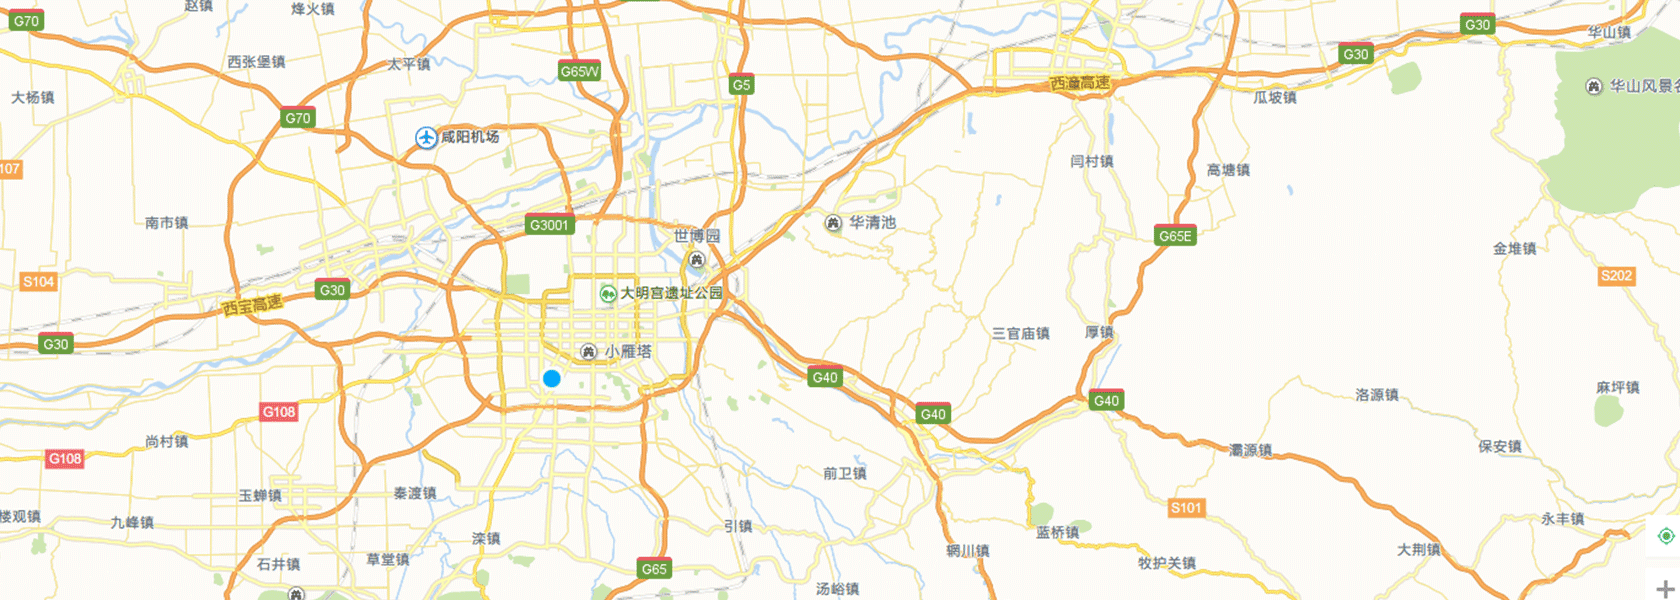 赵镇
烽火镇
G70
G30
华山镇
G30
西张堡镇
太平镇
G65W
G5
西潼高速
华山风景名
大杨镇
瓜坡镇
G70
咸阳机场
107
闫村镇
高塘镇
南市镇
G3001
华清池
世博园
G65E
金堆镇
S104
G30
大明宫遗址公园
S202
西宝高速
G30
三官庙镇
厚镇
小雁塔
G40
G40
G40
洛源镇
麻坪镇
G108
尚村镇
灞源镇
保安镇
G108
前卫镇
玉蝉镇
秦渡镇
S101
楼观镇
九峰镇
引镇
蓝桥镇
永丰镇
滦镇
辋川镇
大荆镇
石井镇
草堂镇
G65
牧护关镇
汤峪镇